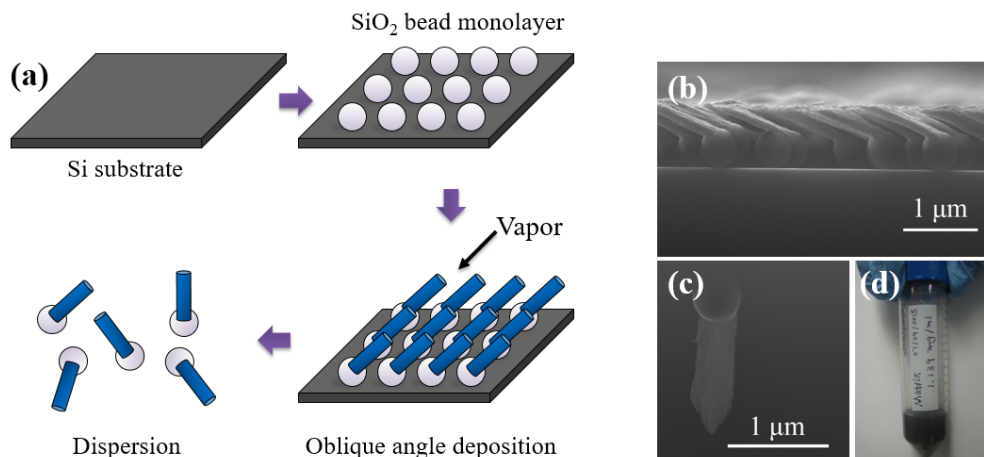 (a)
SiO₂ bead monolayer
Si substrate
Vapor
Dispersion
Oblique angle deposition
(b)
1 μm
(c)
1 μm
(d)